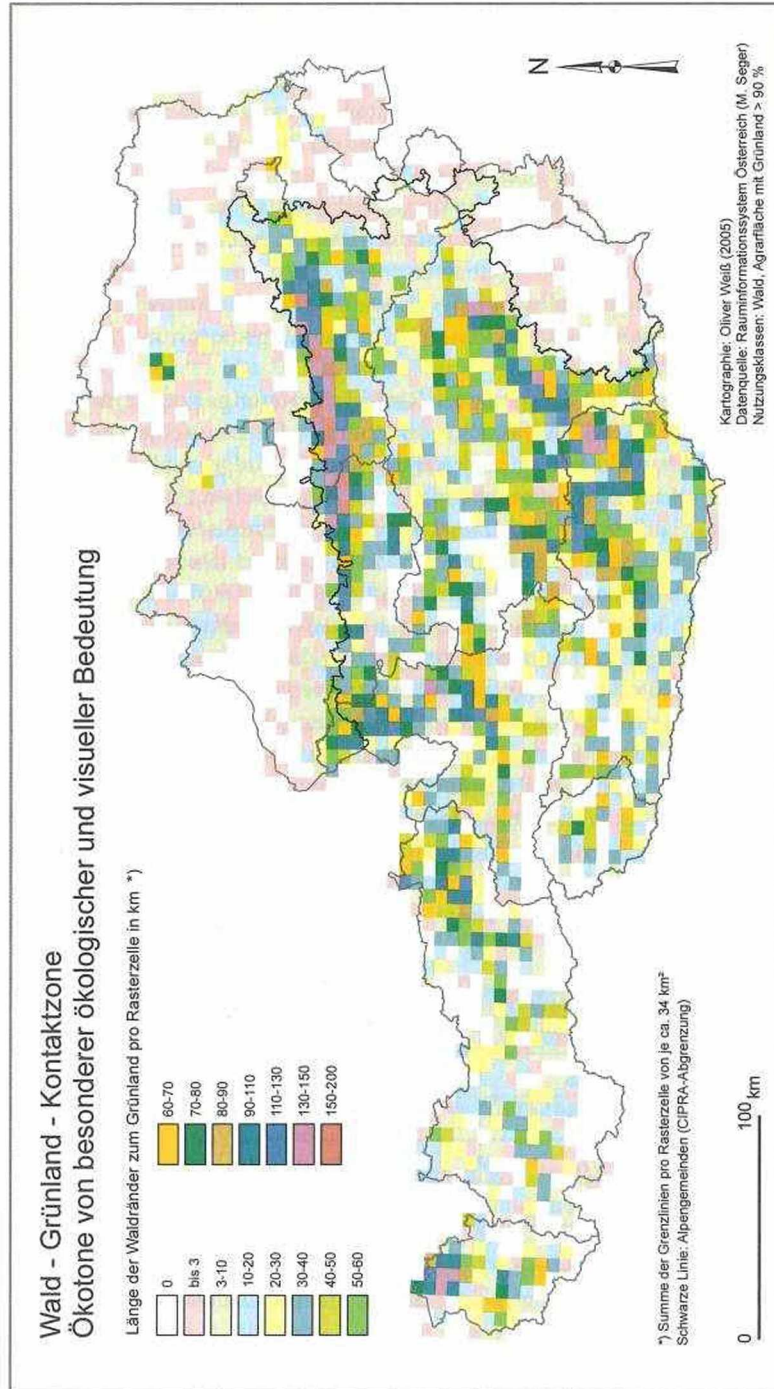 Wald - Grünland - Kontaktzone
Ökotone von besonderer ökologischer und visueller Bedeutung
Länge der Waldränder zum Grünland pro Rasterzelle in km *)
0
bis 3
3-10
10-20
20-30
30-40
40-50
50-60
60-70
70-80
80-90
90-110
110-130
130-150
150-200
N
*) Summe der Grenzlinien pro Rasterzelle von je ca. 34 km²
Schwarze Linie: Alpengemeinden (CIPRA-Abgrenzung)
0
100 km
Kartographie: Oliver Weiß (2005)
Datenquelle: Rauminformationssystem Österreich (M. Seger)
Nutzungsklassen: Wald, Agrarfläche mit Grünland > 90 %